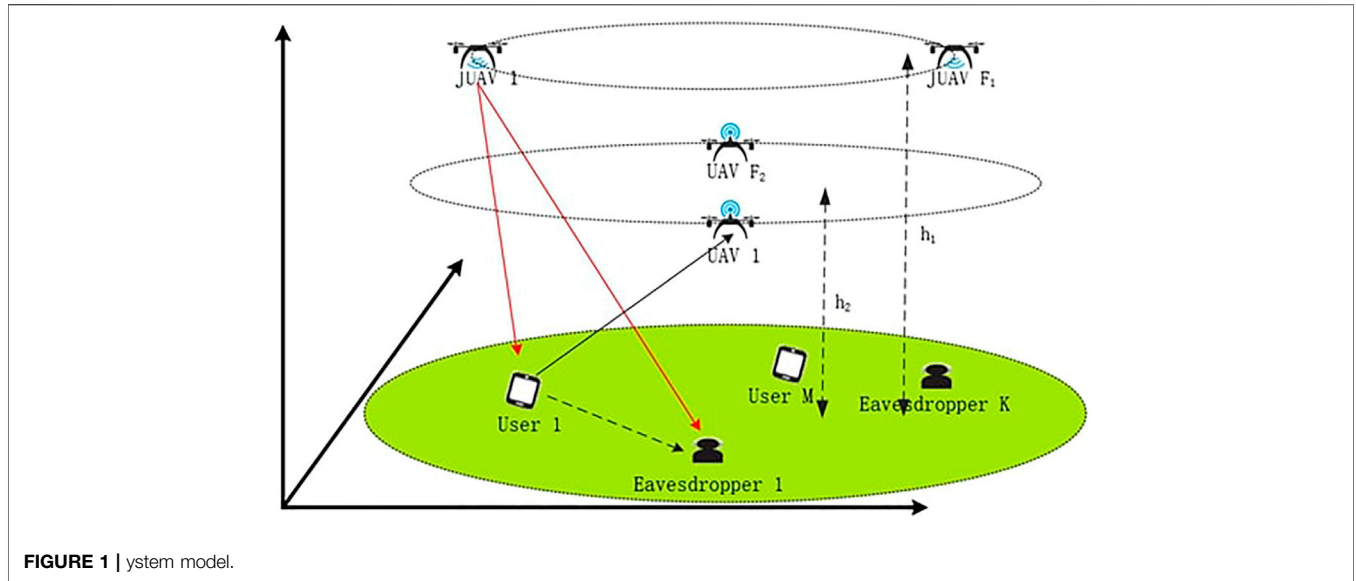 JUAV 1
JUAV F₁
UAV F₂
UAV 1
h₁
h₂
User M
Eavesdropper K
User 1
Eavesdropper 1
FIGURE 1 | ystem model.